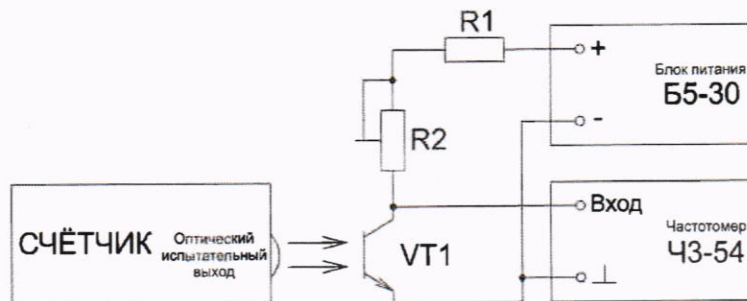 R1
+
Блок питания
Б5-30
-
R2
СЧЁТЧИК
Оптический
испытательный
выход
VT1
Вход
Частотомер
Ч3-54